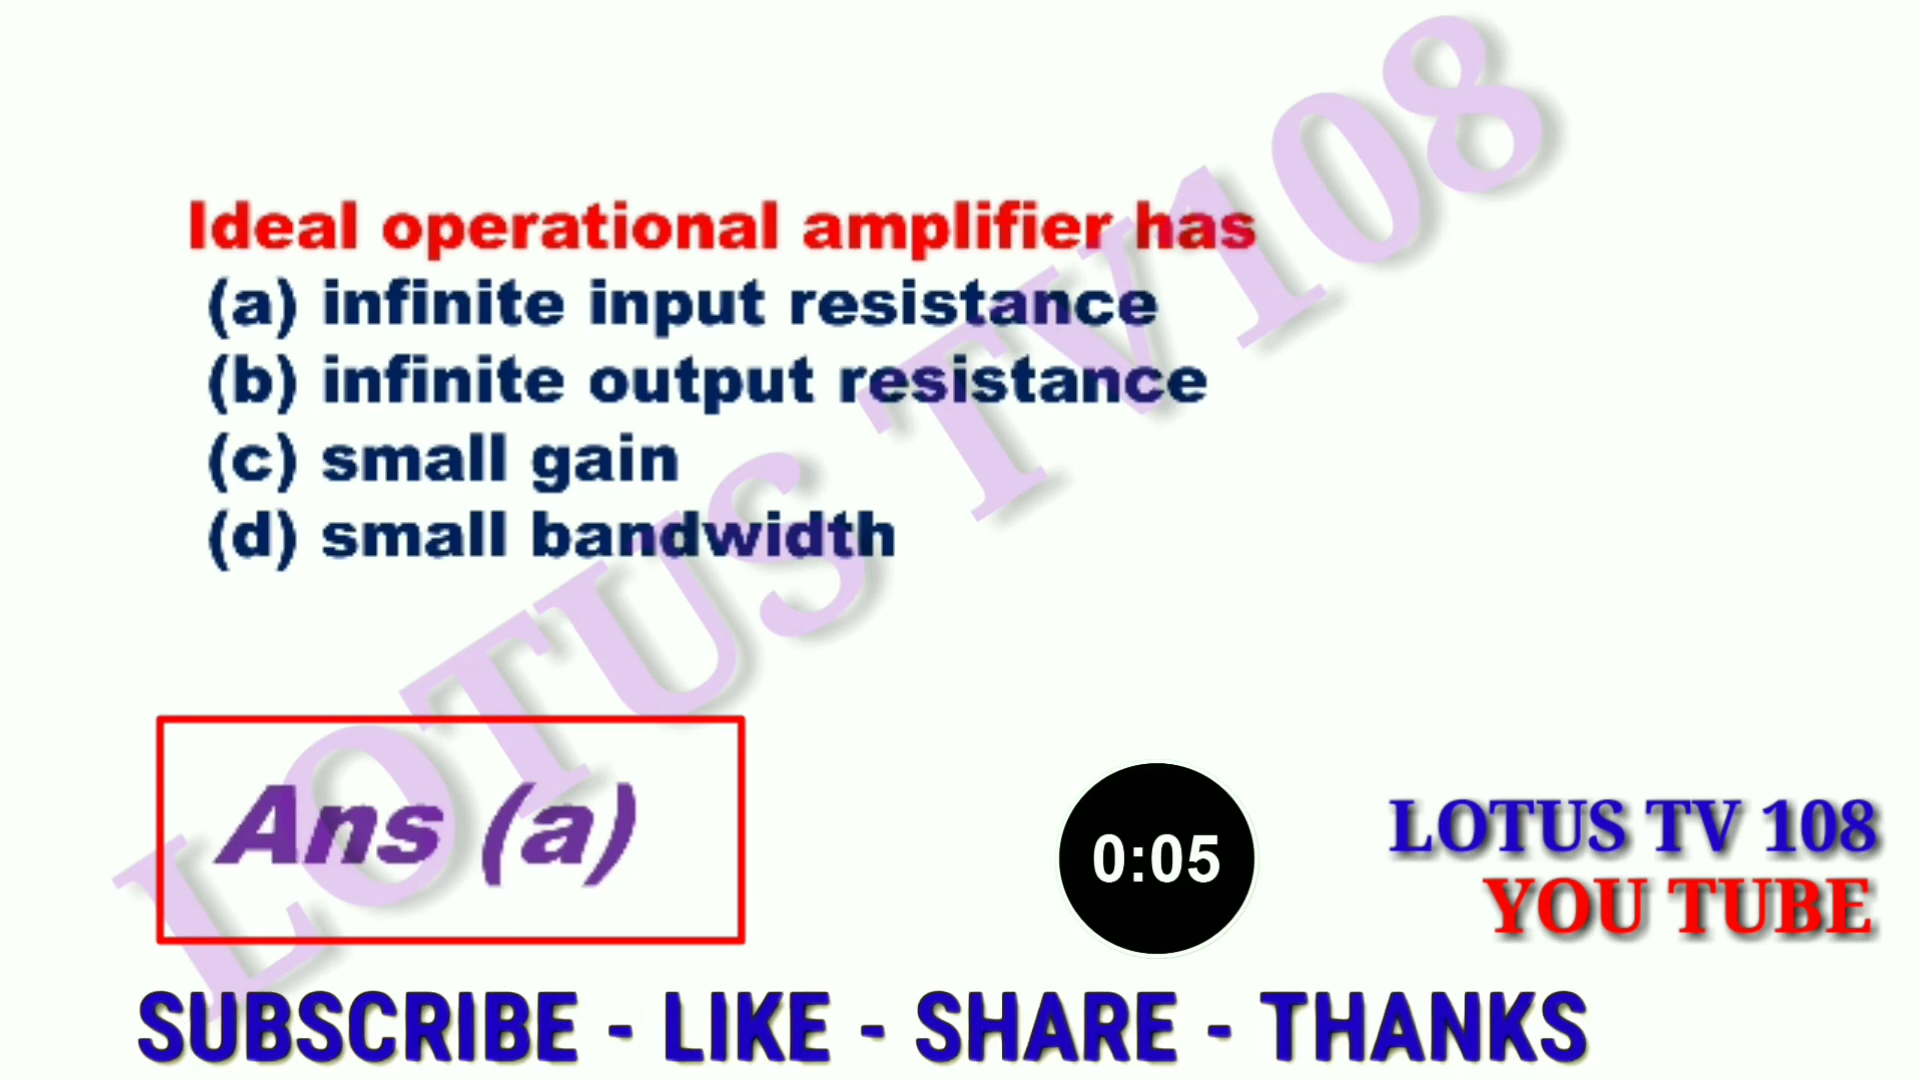 Ideal operational amplifier has
(a) infinite input resistance
(b) infinite output resistance
(c) small gain
(d) small bandwidth
LOTUS TV108
Ans (a)
0:05
LOTUS TV 108
YOU TUBE
SUBSCRIBE - LIKE - SHARE - THANKS